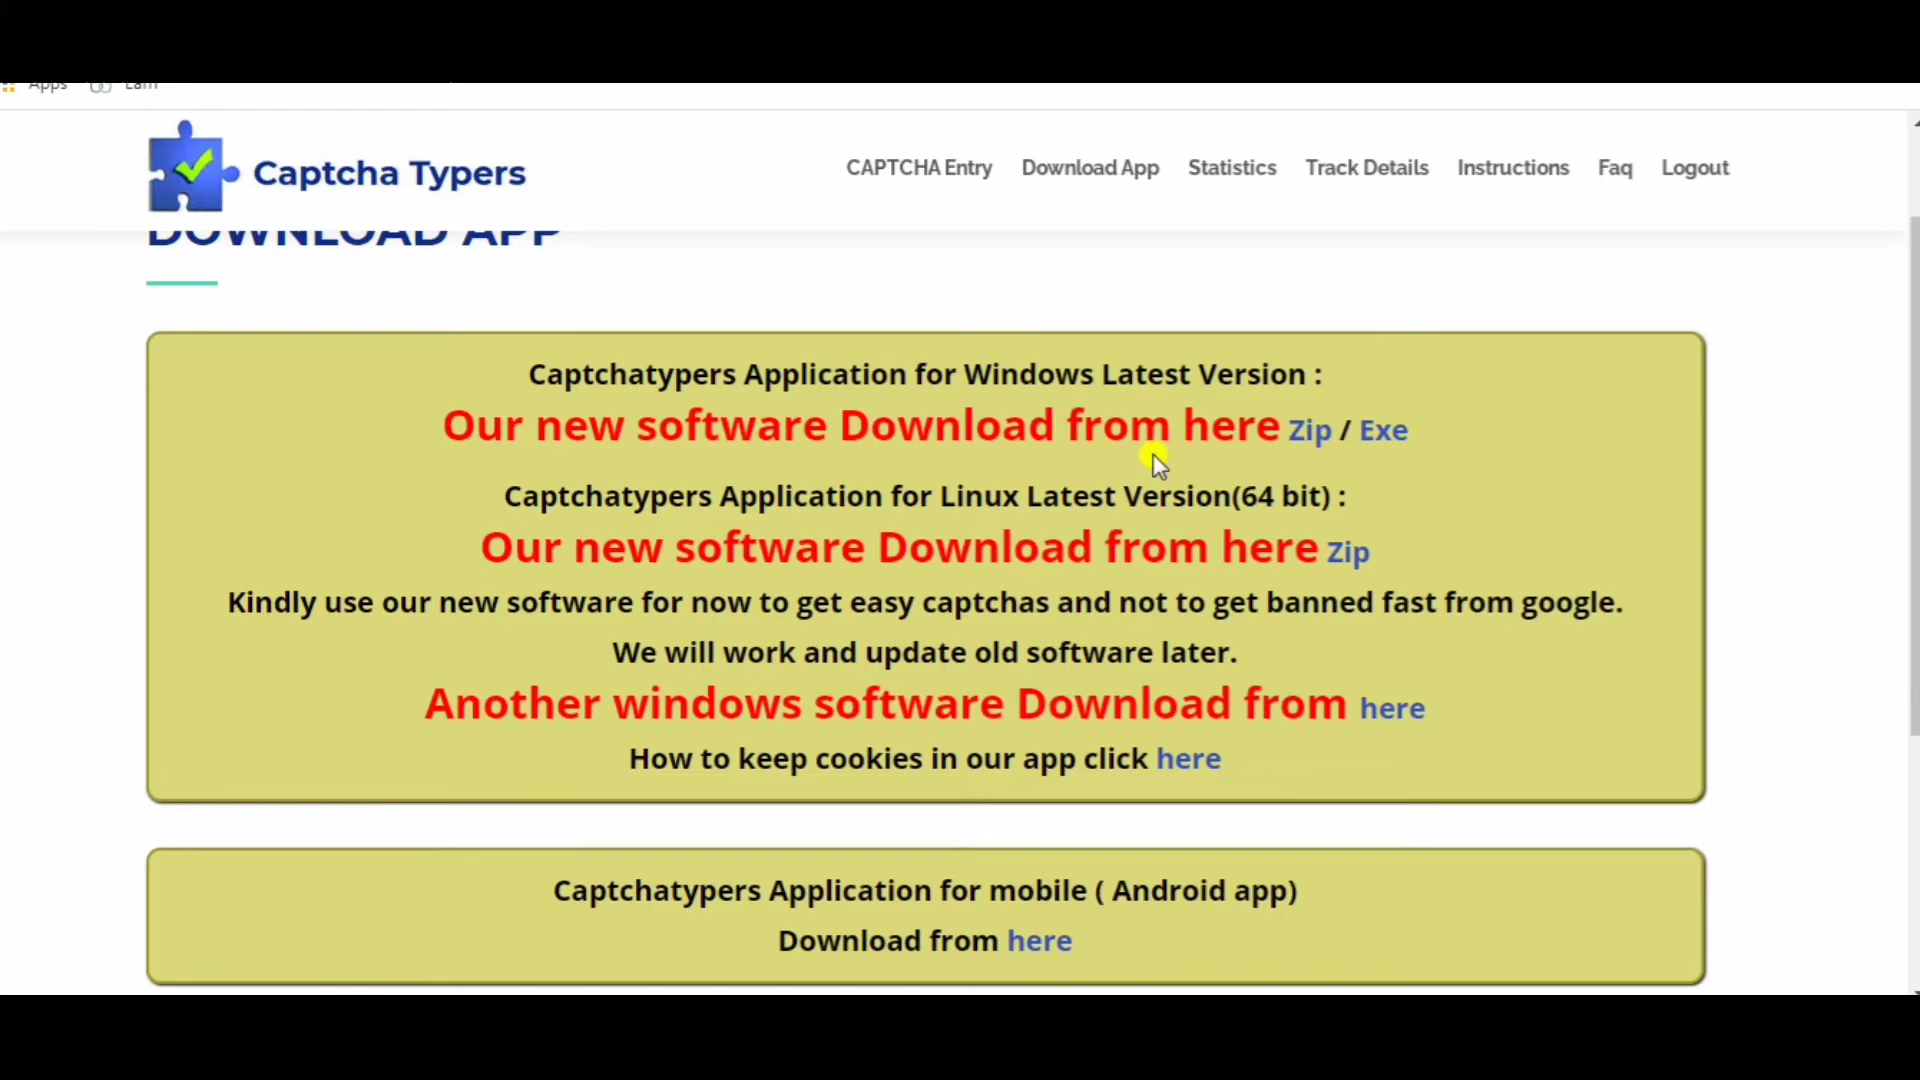 Apps Earn
Captcha Typers
CAPTCHA Entry Download App Statistics Track Details Instructions Faq Logout
DOWNLOAD APP
Captchatypers Application for Windows Latest Version :
Our new software Download from here Zip / Exe
Captchatypers Application for Linux Latest Version(64 bit) :
Our new software Download from here Zip
Kindly use our new software for now to get easy captchas and not to get banned fast from google.
We will work and update old software later.
Another windows software Download from here
How to keep cookies in our app click here
Captchatypers Application for mobile ( Android app)
Download from here